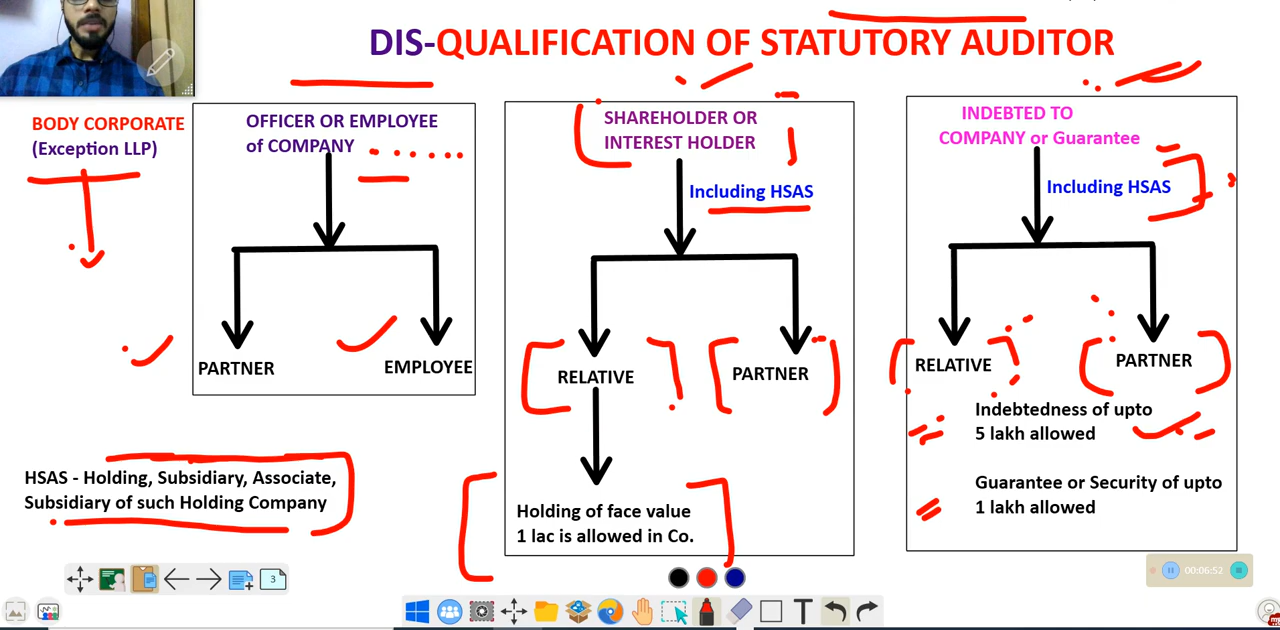 DIS-QUALIFICATION OF STATUTORY AUDITOR
BODY CORPORATE
(Exception LLP)
OFFICER OR EMPLOYEE
of COMPANY
PARTNER
EMPLOYEE
SHAREHOLDER OR
INTEREST HOLDER
Including HSAS
RELATIVE
PARTNER
Holding of face value
1 lac is allowed in Co.
INDEBTED TO
COMPANY or Guarantee
Including HSAS
RELATIVE
PARTNER
Indebtedness of upto
5 lakh allowed
Guarantee or Security of upto
1 lakh allowed
HSAS - Holding, Subsidiary, Associate,
Subsidiary of such Holding Company
3
00:06:52
T